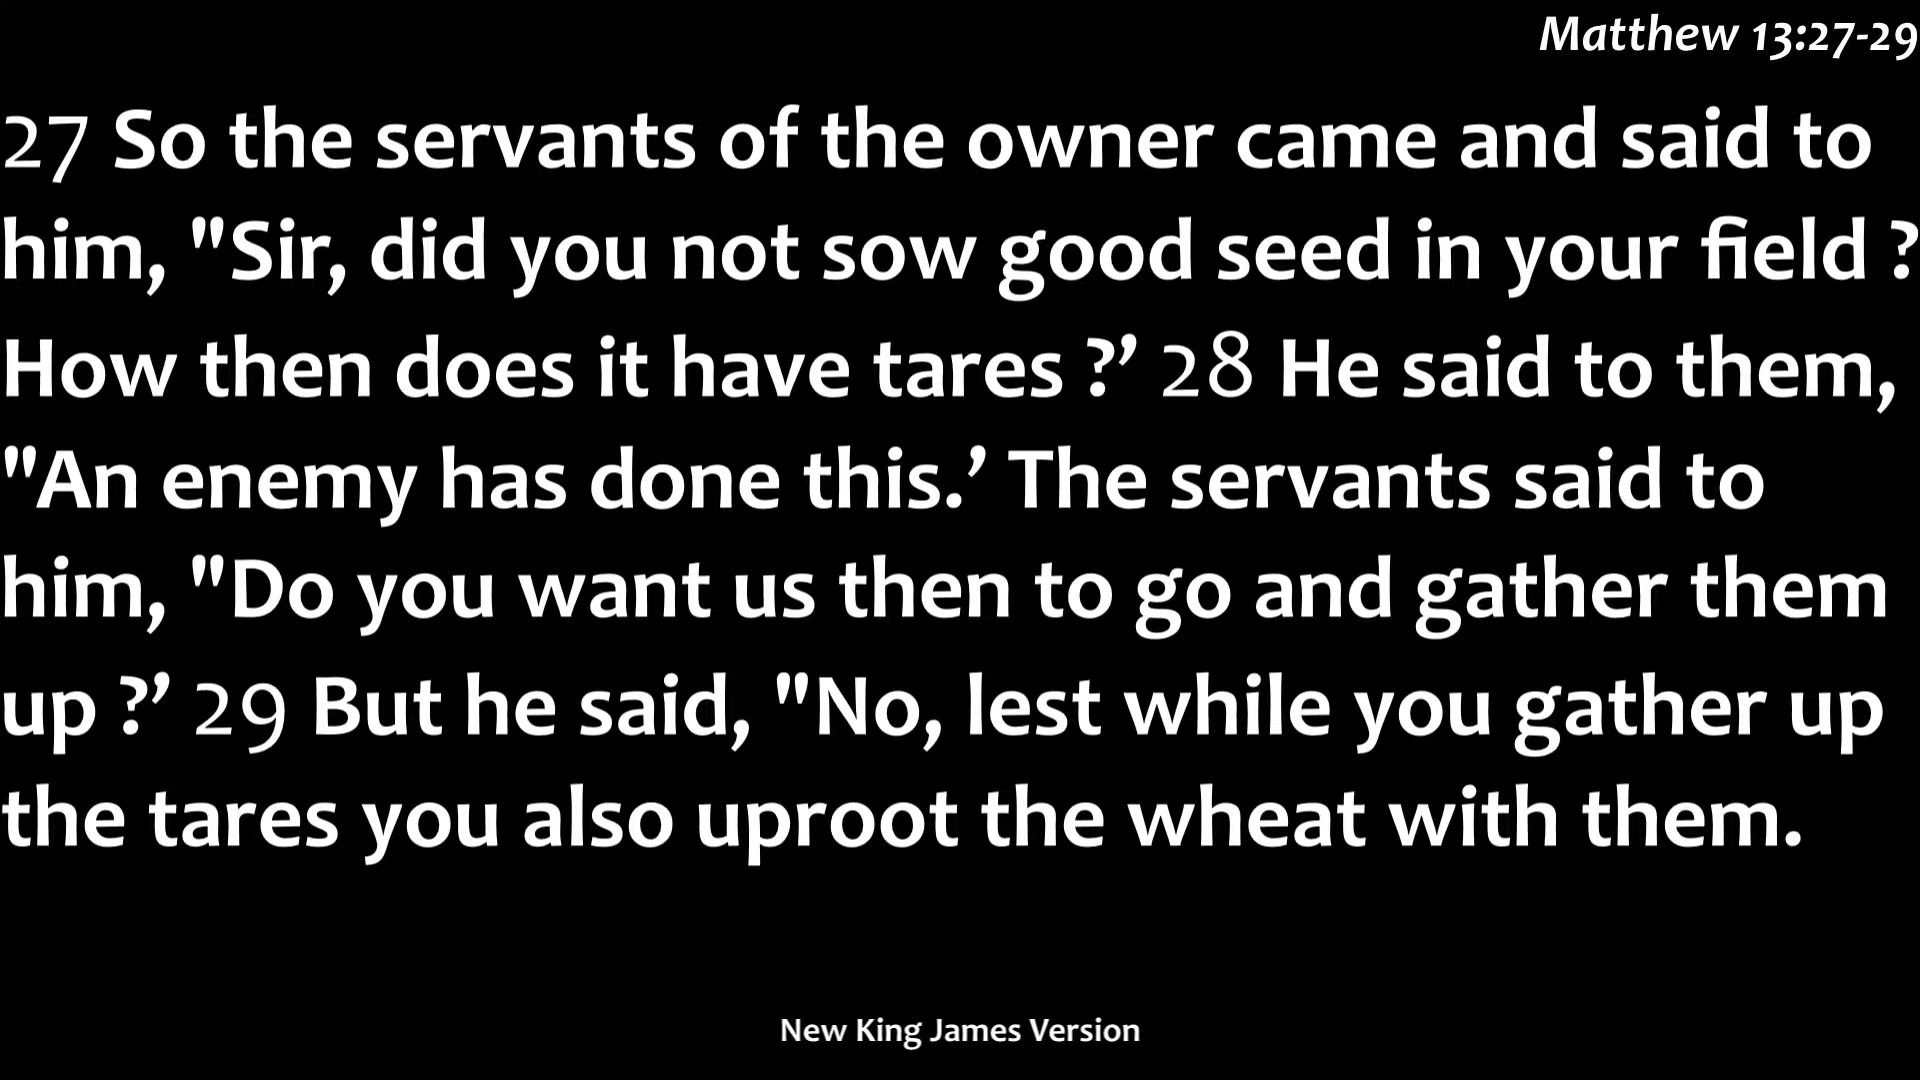 Matthew 13:27-29
27 So the servants of the owner came and said to
him, "Sir, did you not sow good seed in your field ?
How then does it have tares ?’ 28 He said to them,
"An enemy has done this.’ The servants said to
him, "Do you want us then to go and gather them
up ?’ 29 But he said, "No, lest while you gather up
the tares you also uproot the wheat with them.
New King James Version